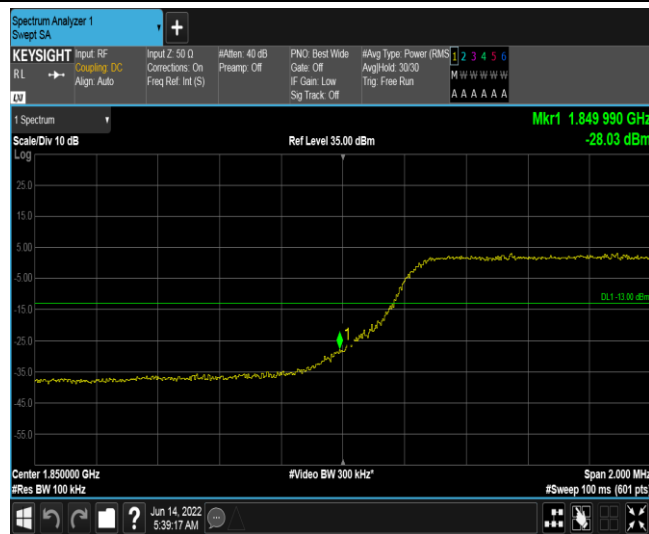 Spectrum Analyzer 1
Swept SA
+
KEYSIGHT
RL
Input: RF
Coupling: DC
Align: Auto
Input Z: 50 Ω
Corrections: On
Freq Ref: Int (S)
#Atten: 40 dB
Preamp: Off
PNO: Best Wide
Gate: Off
IF Gain: Low
Sig Track: Off
#Avg Type: Power (RMS
Avg|Hold: 30/30
Trig: Free Run
1 2 3 4 5 6
M W W W W W
A A A A A A
1 Spectrum
Scale/Div 10 dB
Ref Level 35.00 dBm
Mkr1 1.849 990 GHz
-28.03 dBm
Log
25.0
15.0
5.00
-5.00
-15.0
-25.0
-35.0
-45.0
-55.0
DL1 -13.00 dBm
1
Center 1.850000 GHz
#Video BW 300 kHz*
Span 2.000 MHz
#Res BW 100 kHz
#Sweep 100 ms (601 pts)
?
Jun 14, 2022
5:39:17 AM